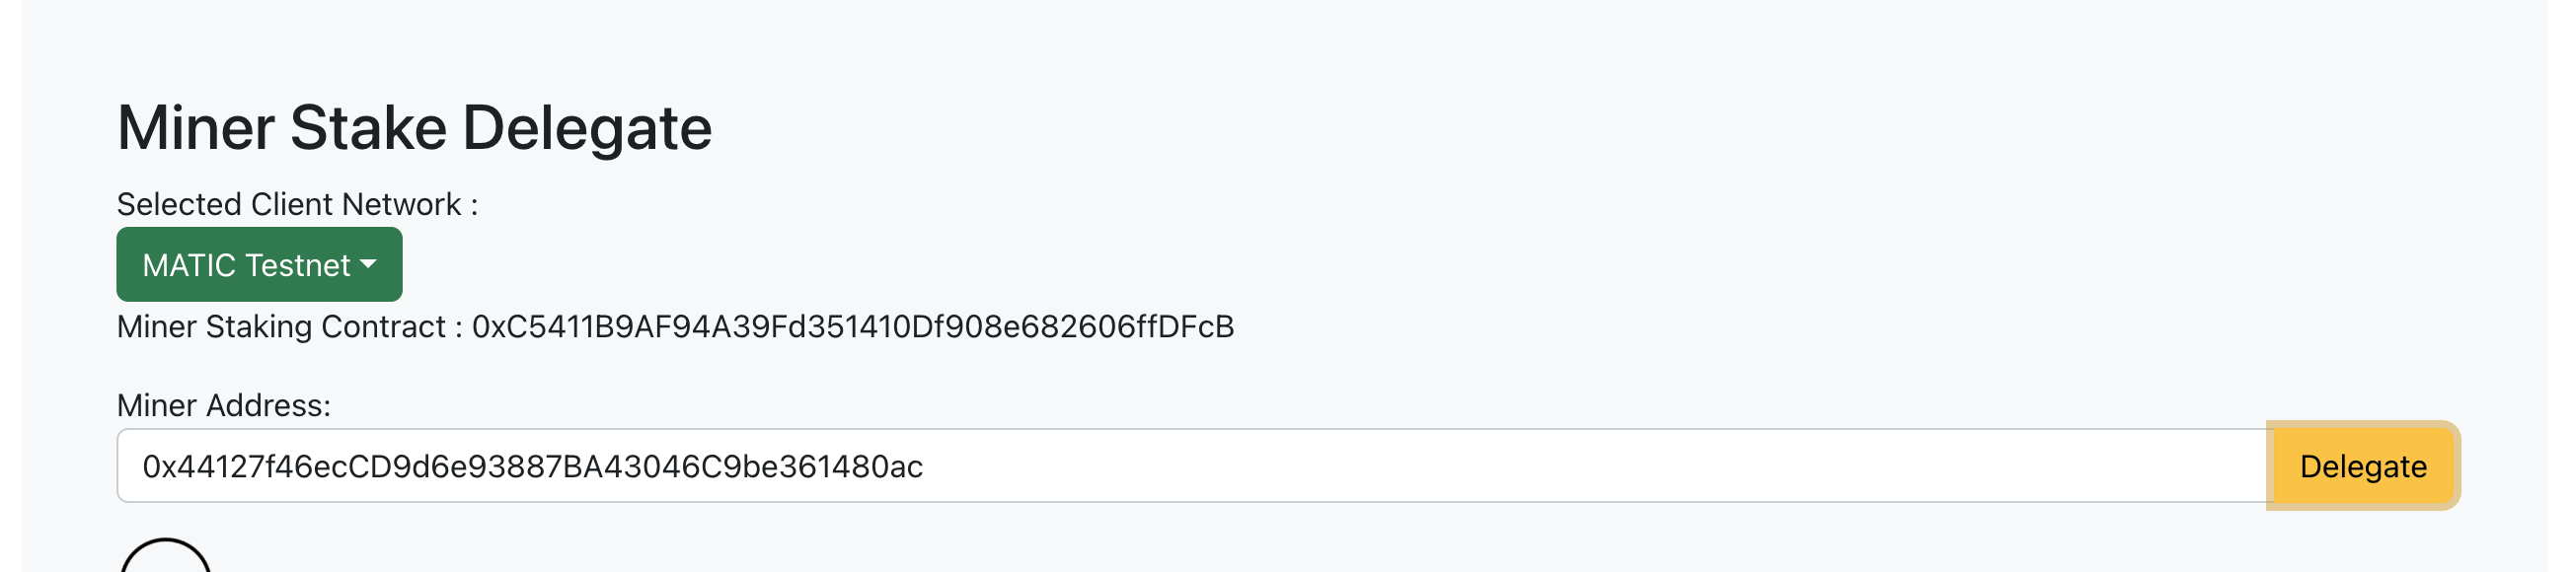 Miner Stake Delegate
Selected Client Network :
MATIC Testnet
Miner Staking Contract : 0xC5411B9AF94A39Fd351410Df908e682606ffDFcB
Miner Address:
0x44127f46ecCD9d6e93887BA43046C9be361480ac
Delegate